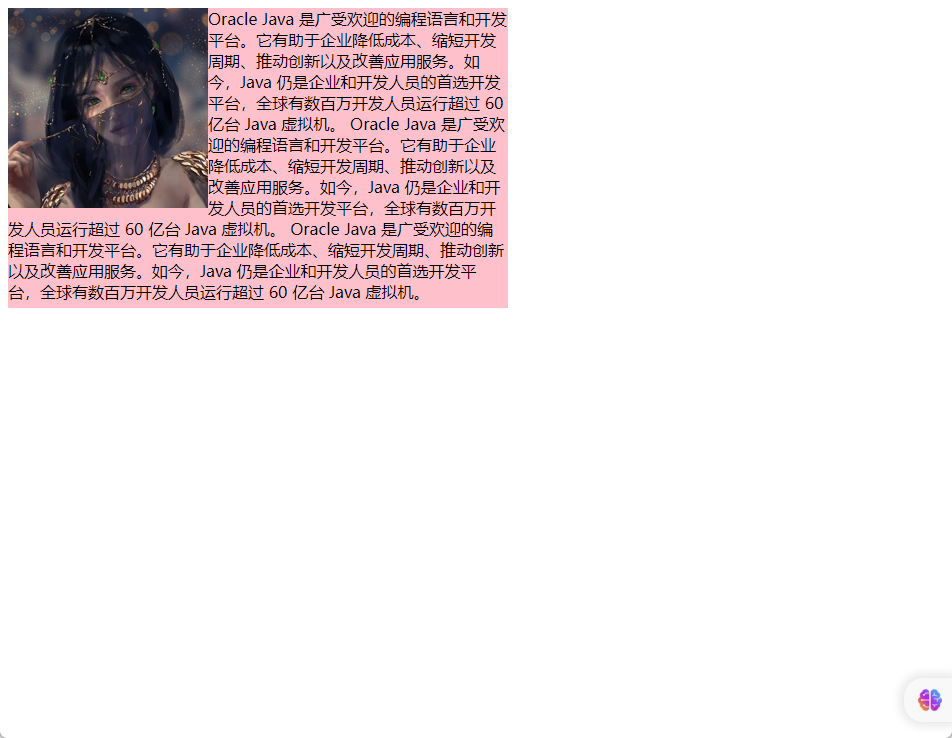 Oracle Java 是广受欢迎的编程语言和开发
平台。它有助于企业降低成本、缩短开发
周期、推动创新以及改善应用服务。如
今，Java 仍是企业和开发人员的首选开发
平台，全球有数百万开发人员运行超过 60
亿台 Java 虚拟机。 Oracle Java 是广受欢
迎的编程语言和开发平台。它有助于企业
降低成本、缩短开发周期、推动创新以及
改善应用服务。如今，Java 仍是企业和开
发人员的首选开发平台，全球有数百万开
发人员运行超过 60 亿台 Java 虚拟机。 Oracle Java 是广受欢迎的编
程语言和开发平台。它有助于企业降低成本、缩短开发周期、推动创新
以及改善应用服务。如今，Java 仍是企业和开发人员的首选开发平
台，全球有数百万开发人员运行超过 60 亿台 Java 虚拟机。